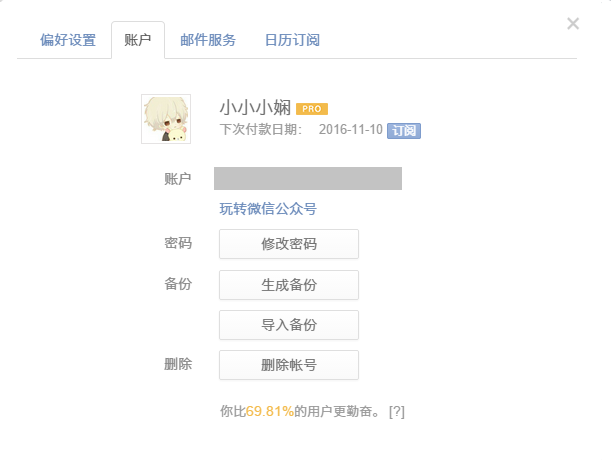 偏好设置 账户 邮件服务 日历订阅
小小小娴 PRO
下次付款日期： 2016-11-10 订阅
账户
玩转微信公众号
密码 修改密码
备份 生成备份
导入备份
删除 删除帐号
你比69.81%的用户更勤奋。 [?]